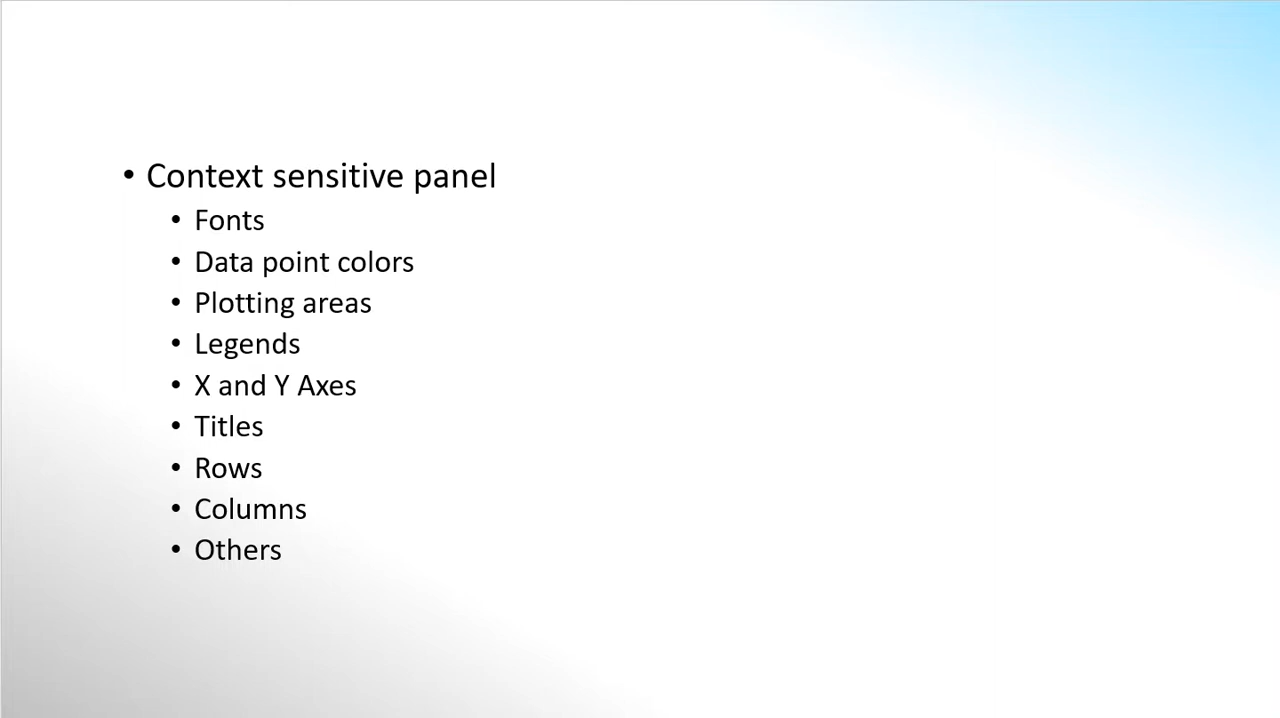 • Context sensitive panel
• Fonts
• Data point colors
• Plotting areas
• Legends
• X and Y Axes
• Titles
• Rows
• Columns
• Others